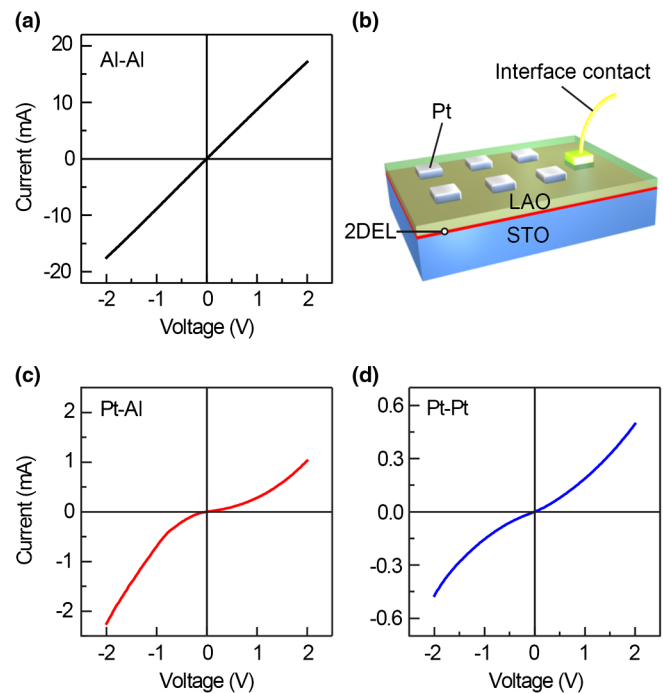 (a)
Al-Al
Current (mA)
20
10
0
-10
-20
-2 -1 0 1 2
Voltage (V)
(b)
Interface contact
Pt
LAO
2DEL
STO
(c)
Pt-Al
Current (mA)
2
1
0
-1
-2
-2 -1 0 1 2
Voltage (V)
(d)
Pt-Pt
0.6
0.3
0.0
-0.3
-0.6
-2 -1 0 1 2
Voltage (V)